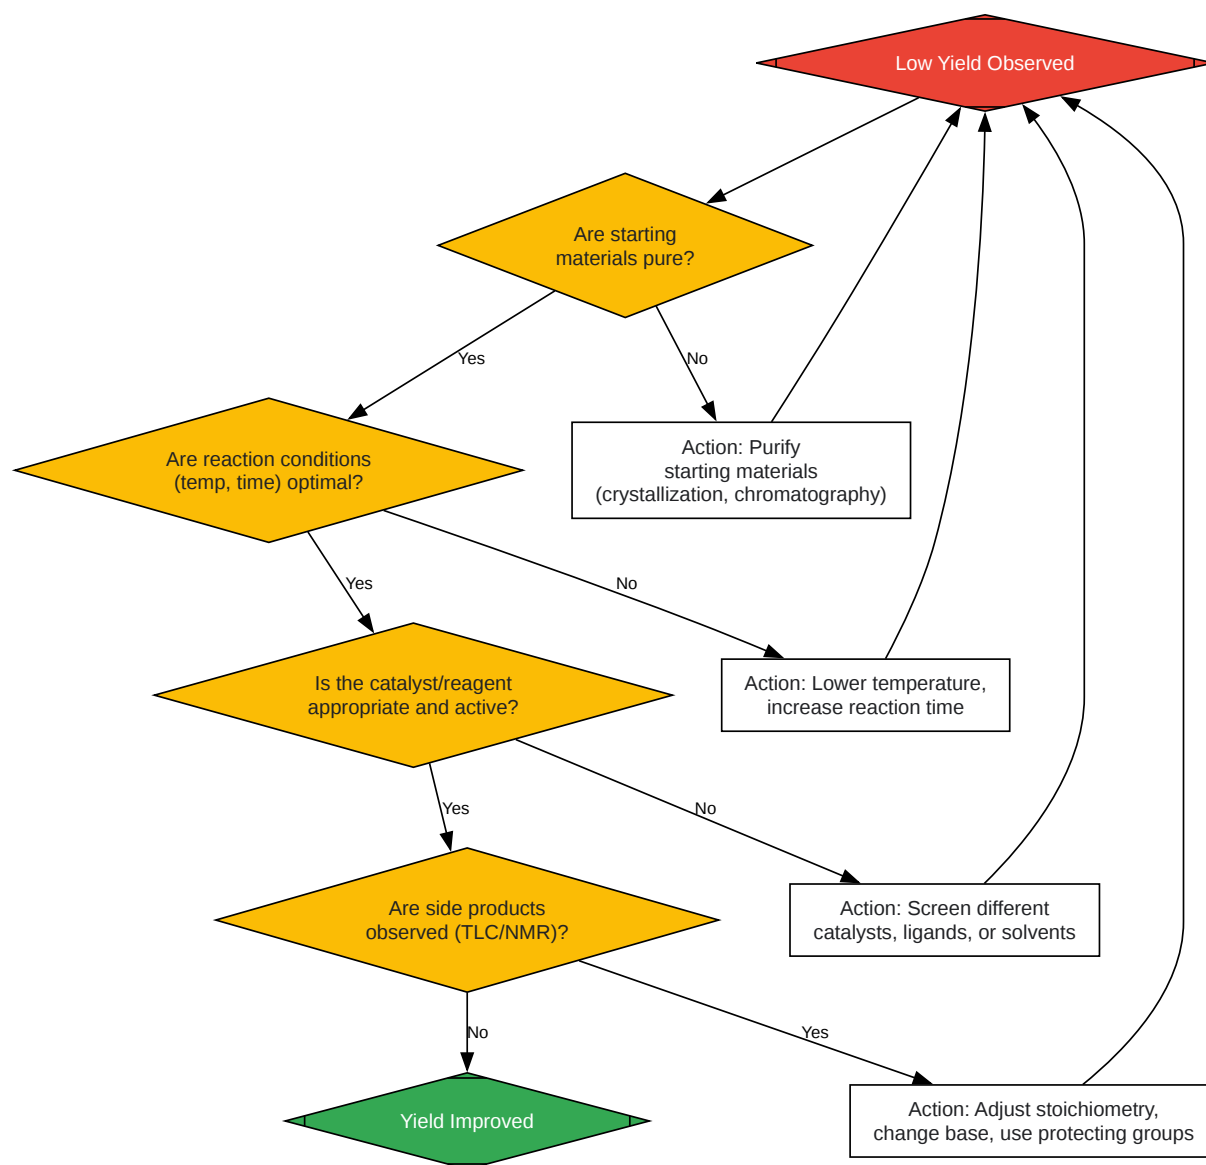 Low Yield Observed
Are starting
materials pure?
Yes
No
Are reaction conditions
(temp, time) optimal?
Action: Purify
starting materials
(crystallization, chromatography)
Yes
No
Is the catalyst/reagent
appropriate and active?
Action: Lower temperature,
increase reaction time
Yes
No
Are side products
observed (TLC/NMR)?
Action: Screen different
catalysts, ligands, or solvents
No
Yes
Yield Improved
Action: Adjust stoichiometry,
change base, use protecting groups